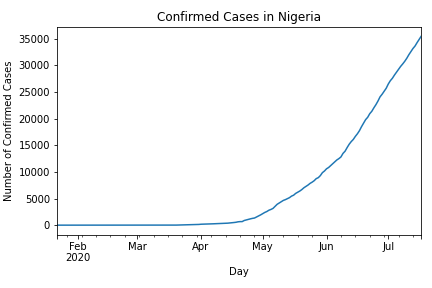 Confirmed Cases in Nigeria
Number of Confirmed Cases
35000
30000
25000
20000
15000
10000
5000
0
Feb Mar Apr May Jun Jul
2020
Day